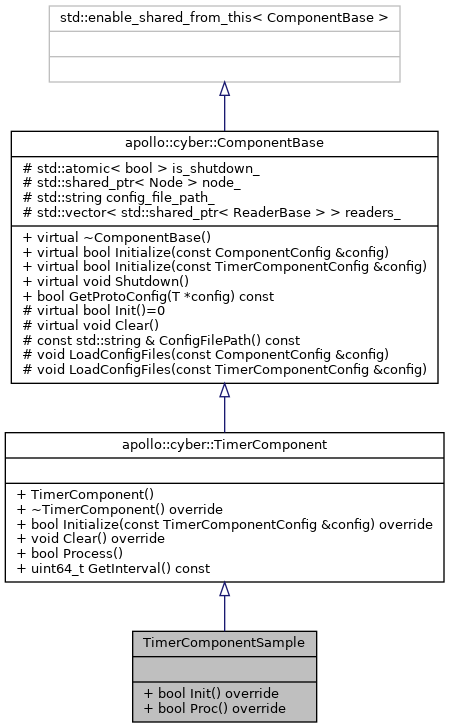 std::enable_shared_from_this< ComponentBase >
apollo::cyber::ComponentBase
# std::atomic< bool > is_shutdown_
# std::shared_ptr< Node > node_
# std::string config_file_path_
# std::vector< std::shared_ptr< ReaderBase > > readers_
+ virtual ~ComponentBase()
+ virtual bool Initialize(const ComponentConfig &config)
+ virtual bool Initialize(const TimerComponentConfig &config)
+ virtual void Shutdown()
+ bool GetProtoConfig(T *config) const
# virtual bool Init()=0
# virtual void Clear()
# const std::string & ConfigFilePath() const
# void LoadConfigFiles(const ComponentConfig &config)
# void LoadConfigFiles(const TimerComponentConfig &config)
apollo::cyber::TimerComponent
+ TimerComponent()
+ ~TimerComponent() override
+ bool Initialize(const TimerComponentConfig &config) override
+ void Clear() override
+ bool Process()
+ uint64_t GetInterval() const
TimerComponentSample
+ bool Init() override
+ bool Proc() override